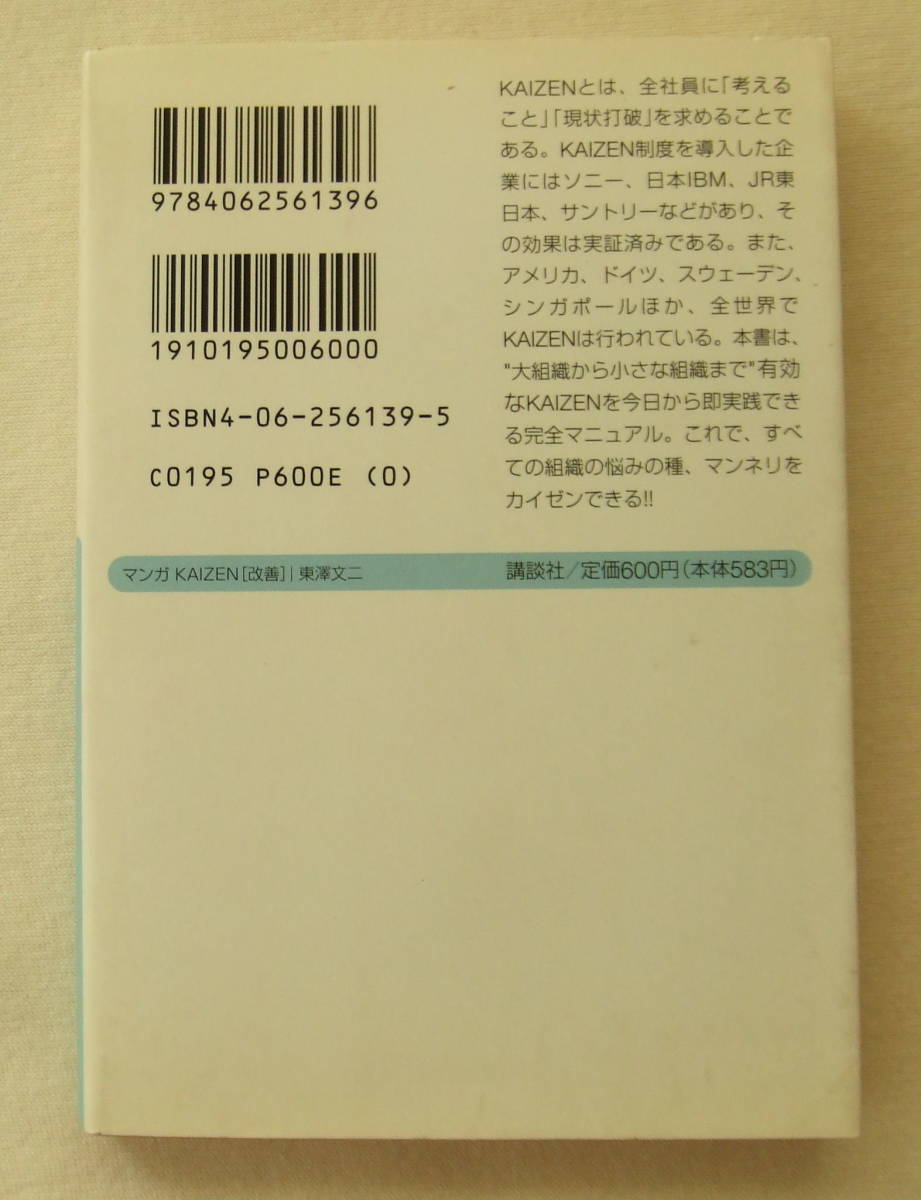 9784062561396
1910195006000
ISBN4-06-256139-5
C0195 P600E (0)
KAIZENとは、全社員に｢考える
こと｣｢現状打破｣を求めることで
ある。KAIZEN制度を導入した企
業にはソニー、日本IBM、JR東
日本、サントリーなどがあり、そ
の効果は実証済みである。また、
アメリカ、ドイツ、スウェーデン、
シンガポールほか、全世界で
KAIZENは行われている。本書は、
"大組織から小さな組織まで"有効
なKAIZENを今日から即実践でき
る完全マニュアル。これで、すべ
ての組織の悩みの種、マンネリを
カイゼンできる!!
マンガ KAIZEN[改善]|東澤文二
講談社/定価600円(本体583円)